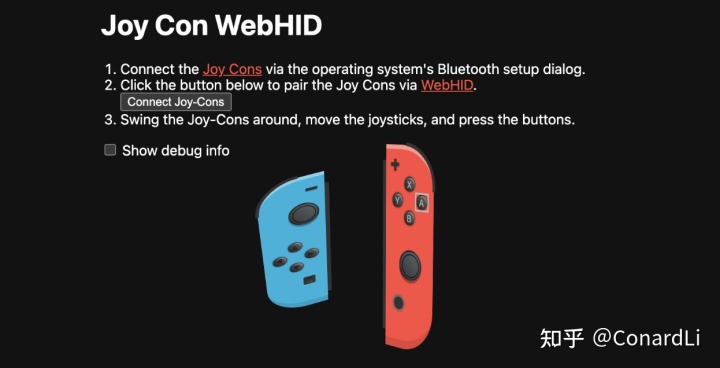 Joy Con WebHID
1. Connect the Joy Cons via the operating system's Bluetooth setup dialog.
2. Click the button below to pair the Joy Cons via WebHID.
Connect Joy-Cons
3. Swing the Joy-Cons around, move the joysticks, and press the buttons.
Show debug info
X
Y
A
B
知乎 @ConardLi